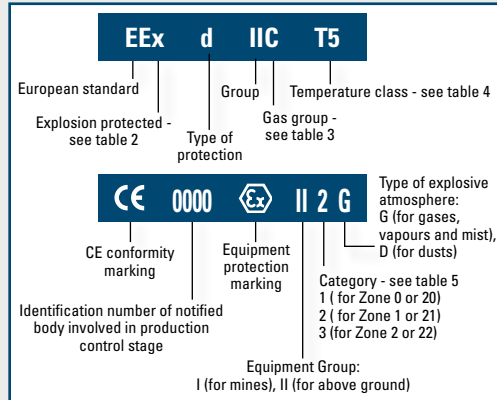 EEx d IIC T5
European standard
Group
Temperature class - see table 4
Explosion protected -
see table 2
Type of
protection
Gas group -
see table 3
CE 0000 Ex II 2 G
Type of explosive
atmosphere:
G (for gases,
vapours and mist),
D (for dusts)
CE conformity
marking
Equipment
protection
marking
Category - see table 5
1 ( for Zone 0 or 20)
2 ( for Zone 1 or 21)
3 (for Zone 2 or 22)
Identification number of notified
body involved in production
control stage
Equipment Group:
I (for mines), II (for above ground)